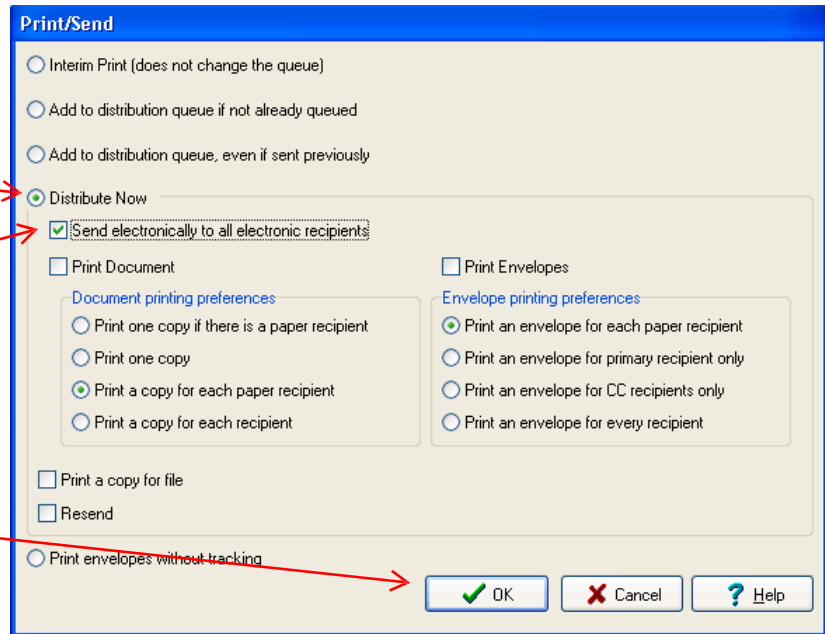 Print/Send
Interim Print (does not change the queue)
Add to distribution queue if not already queued
Add to distribution queue, even if sent previously
Distribute Now
Send electronically to all electronic recipients
Print Document
Print Envelopes
Document printing preferences
Print one copy if there is a paper recipient
Print one copy
Print a copy for each paper recipient
Print a copy for each recipient
Envelope printing preferences
Print an envelope for each paper recipient
Print an envelope for primary recipient only
Print an envelope for CC recipients only
Print an envelope for every recipient
Print a copy for file
Resend
Print envelopes without tracking
OK
Cancel
Help